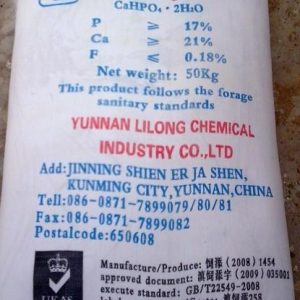 CaHPO₄ · 2H₂O
P ≥ 17%
Ca ≥ 21%
F ≤ 0.18%
Net weight: 50Kg
This product follows the forage
sanitary standards
YUNNAN LILONG CHEMICAL
INDUSTRY CO.,LTD
Add:JINNING SHIEN ER JA SHEN,
KUNMING CITY,YUNNAN,CHINA
Tell:086-0871-7899079/80/81
Fax:086-0871-7899082
Postalcode:650608
Manufacture/Produce: 饲添 (2008) 1454
approved document: 滇饲添字 (2009) 035001
execute standard: GB/T22549-2008
UKAS